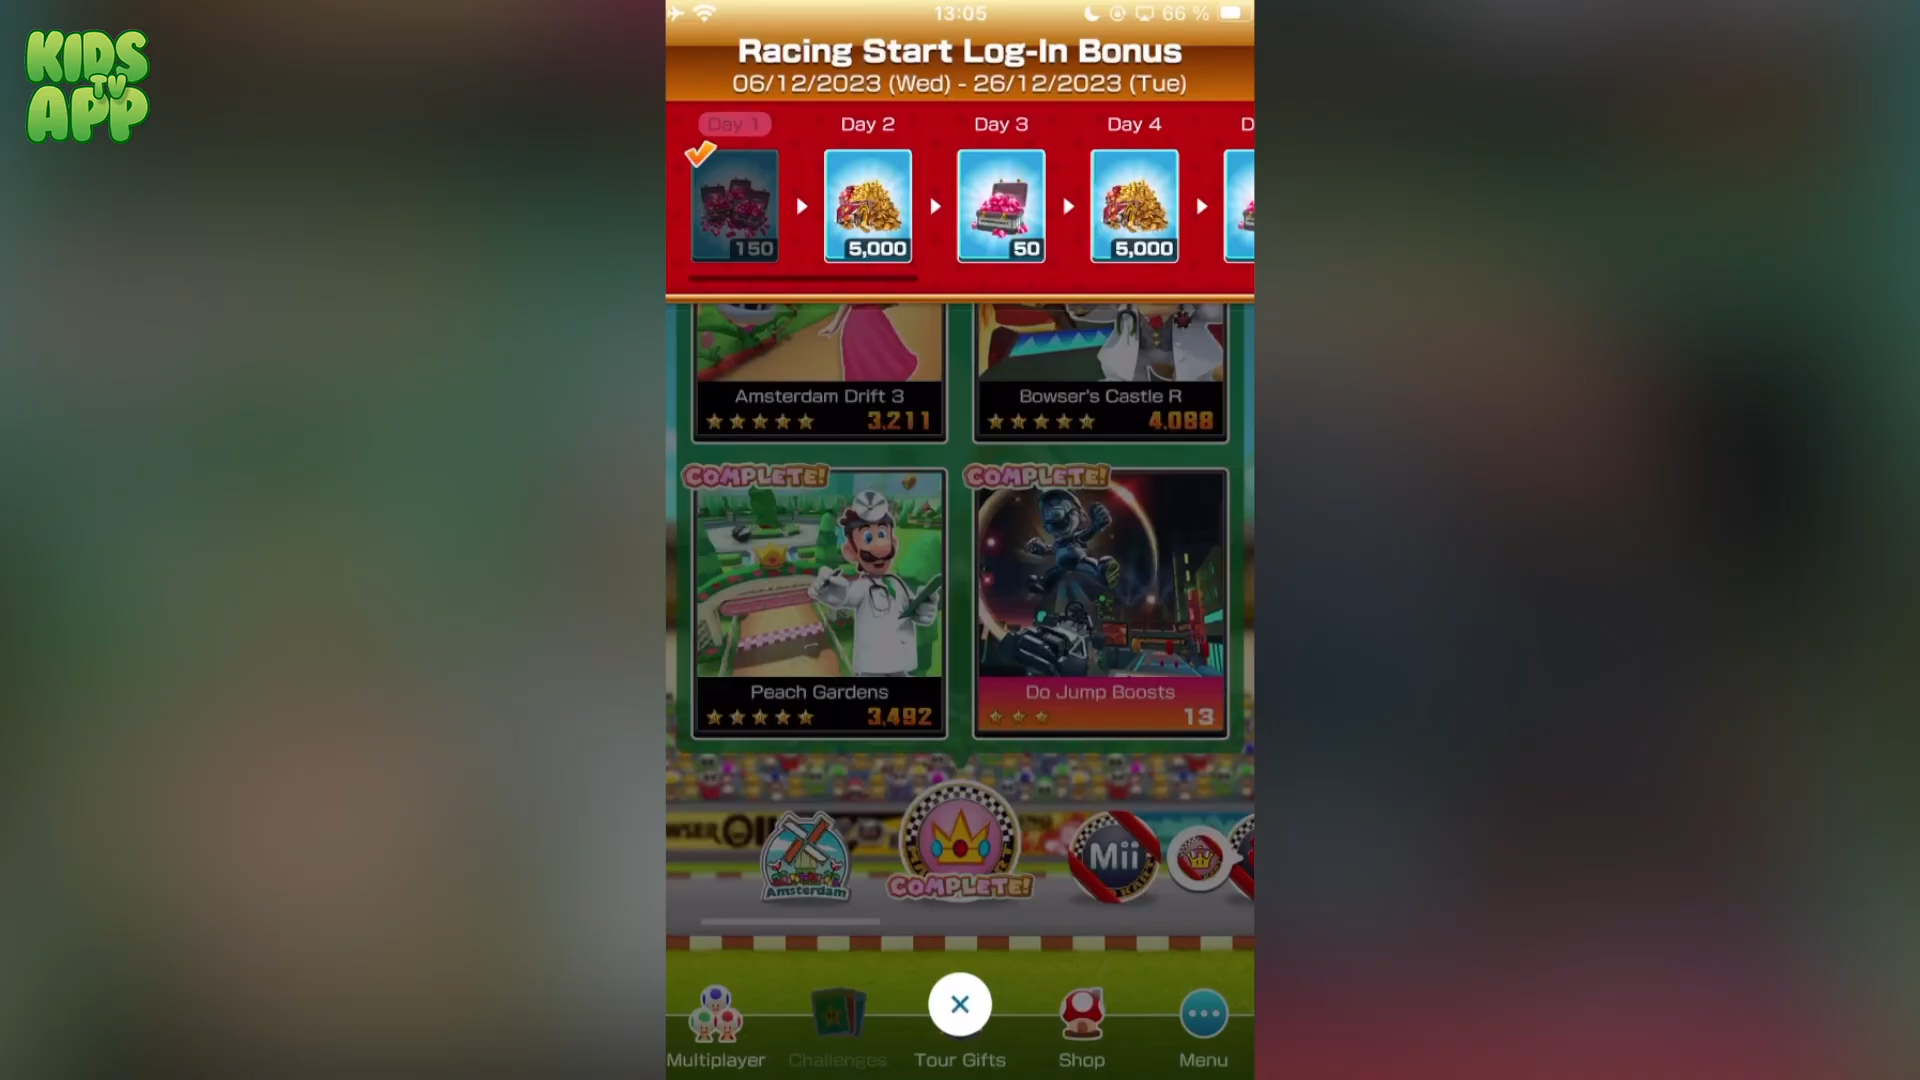 KIDS
TV
APP
13:05
66 %
Racing Start Log-In Bonus
06/12/2023 (Wed) - 26/12/2023 (Tue)
Day 1
Day 2
Day 3
Day 4
D
150
5,000
50
5,000
Amsterdam Drift 3
3,211
Bowser's Castle R
4,088
COMPLETE!
COMPLETE!
Peach Gardens
3,492
Do Jump Boosts
13
Amsterdam
COMPLETE!
Mii
Multiplayer
Challenges
Tour Gifts
Shop
Menu